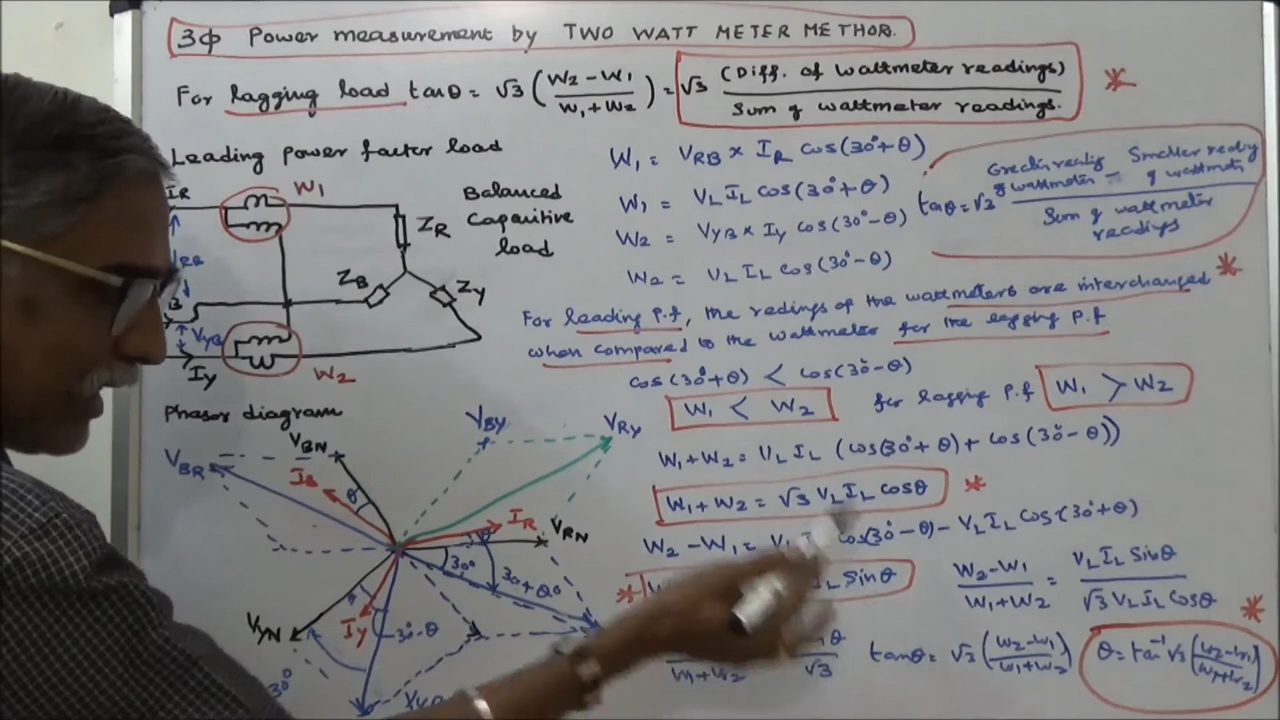 3Φ Power measurement by TWO WATT METER METHOD.
For lagging load tanθ = √3 (W2 - W1 / W1 + W2) = √3 (Diff. of wattmeter readings) / Sum of wattmeter readings.
Leading power factor load
IR
W1
Balanced
Capacitive
load
ZR
ZB
ZY
B
VYB
IY
W2
W1 = VRB × IR cos(30° + θ)
W1 = VL IL cos(30° + θ)
W2 = VYB × IY cos(30° - θ)
W2 = VL IL cos(30° - θ)
tanθ = √3 Greater reading of wattmeter - Smaller reading of wattmeter / Sum of wattmeter readings
For leading P.f, the redings of the wattmeters are interchanged
when compared to the wattmeter for the lagging P.f
cos(30° + θ) < cos(30° - θ)
W1 < W2
for lagging P.f W1 > W2
W1 + W2 = VL IL (cos(30° + θ) + cos(30° - θ))
W1 + W2 = √3 VL IL cosθ
W2 - W1 = cos(30° - θ) - VL IL cos(30° + θ)
IL Sinθ
W2 - W1 / W1 + W2 = VL IL Sinθ / √3 VL IL cosθ
W1 + W2
√3
tanθ = √3 (W2 - W1 / W1 + W2)
θ = tan⁻¹ √3 (W2 - W1 / W1 + W2)
Phasor diagram
VBN
VBY
VRY
VBR
IB
θ
IR
VRN
30°
30 + θ°
VYN
IY
30° - θ
30°